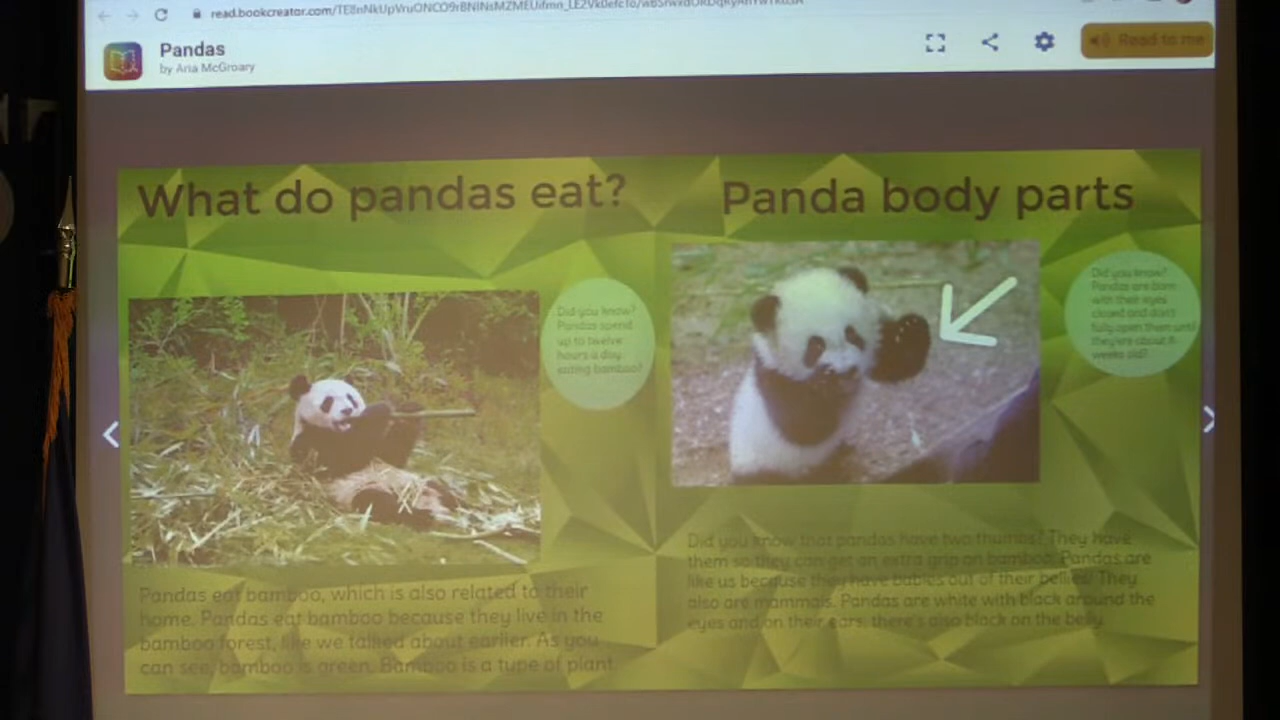 Pandas
by Aria McGroary
Read to me
What do pandas eat?
Did you know?
Pandas spend
up to twelve
hours a day
eating bamboo?
Pandas eat bamboo, which is also related to their
home. Pandas eat bamboo because they live in the
bamboo forest, like we talked about earlier. As you
can see, bamboo is green. Bamboo is a type of plant.
Panda body parts
Did you know?
Pandas are born
with their eyes
closed and don't
fully open them until
they're about
weeks old?
Did you know that pandas have two thumbs? They have
them so they can get an extra grip on bamboo. Pandas are
like us because they have babies out of their bellies! They
also are mammals. Pandas are white with black around the
eyes and on their ears, there's also black on the belly